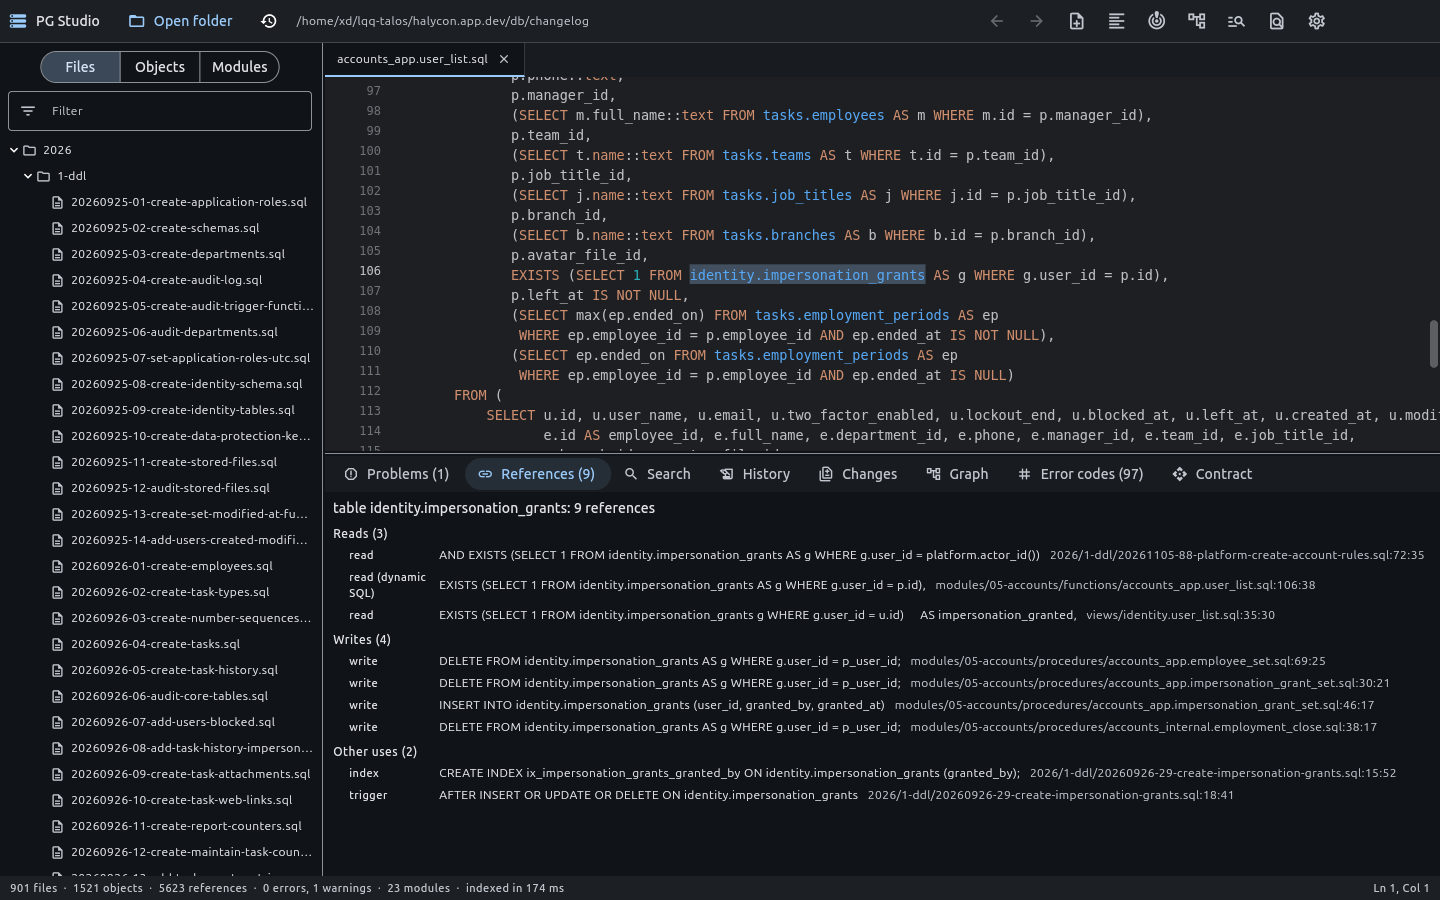 PG Studio
Open folder
/home/xd/lqq-talos/halycon.app.dev/db/changelog
Files
Objects
Modules
Filter
2026
1-ddl
20260925-01-create-application-roles.sql
20260925-02-create-schemas.sql
20260925-03-create-departments.sql
20260925-04-create-audit-log.sql
20260925-05-create-audit-trigger-functi...
20260925-06-audit-departments.sql
20260925-07-set-application-roles-utc.sql
20260925-08-create-identity-schema.sql
20260925-09-create-identity-tables.sql
20260925-10-create-data-protection-ke...
20260925-11-create-stored-files.sql
20260925-12-audit-stored-files.sql
20260925-13-create-set-modified-at-fu...
20260925-14-add-users-created-modifi...
20260926-01-create-employees.sql
20260926-02-create-task-types.sql
20260926-03-create-number-sequences...
20260926-04-create-tasks.sql
20260926-05-create-task-history.sql
20260926-06-audit-core-tables.sql
20260926-07-add-users-blocked.sql
20260926-08-add-task-history-imperson...
20260926-09-create-task-attachments.sql
20260926-10-create-task-web-links.sql
20260926-11-create-report-counters.sql
20260926-12-create-maintain-task-coun...
accounts_app.user_list.sql
p.phone::text,
97 p.manager_id,
98 (SELECT m.full_name::text FROM tasks.employees AS m WHERE m.id = p.manager_id),
99 p.team_id,
100 (SELECT t.name::text FROM tasks.teams AS t WHERE t.id = p.team_id),
101 p.job_title_id,
102 (SELECT j.name::text FROM tasks.job_titles AS j WHERE j.id = p.job_title_id),
103 p.branch_id,
104 (SELECT b.name::text FROM tasks.branches AS b WHERE b.id = p.branch_id),
105 p.avatar_file_id,
106 EXISTS (SELECT 1 FROM identity.impersonation_grants AS g WHERE g.user_id = p.id),
107 p.left_at IS NOT NULL,
108 (SELECT max(ep.ended_on) FROM tasks.employment_periods AS ep
109 WHERE ep.employee_id = p.employee_id AND ep.ended_at IS NOT NULL),
110 (SELECT ep.ended_on FROM tasks.employment_periods AS ep
111 WHERE ep.employee_id = p.employee_id AND ep.ended_at IS NULL)
112 FROM (
113 SELECT u.id, u.user_name, u.email, u.two_factor_enabled, u.lockout_end, u.blocked_at, u.left_at, u.created_at, u.modi
114 e.id AS employee_id, e.full_name, e.department_id, e.phone, e.manager_id, e.team_id, e.job_title_id,
115
Problems (1)
References (9)
Search
History
Changes
Graph
Error codes (97)
Contract
table identity.impersonation_grants: 9 references
Reads (3)
read AND EXISTS (SELECT 1 FROM identity.impersonation_grants AS g WHERE g.user_id = platform.actor_id()) 2026/1-ddl/20261105-88-platform-create-account-rules.sql:72:35
read (dynamic SQL) EXISTS (SELECT 1 FROM identity.impersonation_grants AS g WHERE g.user_id = p.id), modules/05-accounts/functions/accounts_app.user_list.sql:106:38
read EXISTS (SELECT 1 FROM identity.impersonation_grants g WHERE g.user_id = u.id) AS impersonation_granted, views/identity.user_list.sql:35:30
Writes (4)
write DELETE FROM identity.impersonation_grants AS g WHERE g.user_id = p_user_id; modules/05-accounts/procedures/accounts_app.employee_set.sql:69:25
write DELETE FROM identity.impersonation_grants AS g WHERE g.user_id = p_user_id; modules/05-accounts/procedures/accounts_app.impersonation_grant_set.sql:30:21
write INSERT INTO identity.impersonation_grants (user_id, granted_by, granted_at) modules/05-accounts/procedures/accounts_app.impersonation_grant_set.sql:46:17
write DELETE FROM identity.impersonation_grants AS g WHERE g.user_id = p_user_id; modules/05-accounts/procedures/accounts_internal.employment_close.sql:38:17
Other uses (2)
index CREATE INDEX ix_impersonation_grants_granted_by ON identity.impersonation_grants (granted_by); 2026/1-ddl/20260926-29-create-impersonation-grants.sql:15:52
trigger AFTER INSERT OR UPDATE OR DELETE ON identity.impersonation_grants 2026/1-ddl/20260926-29-create-impersonation-grants.sql:18:41
901 files · 1521 objects · 5623 references · 0 errors, 1 warnings · 23 modules · indexed in 174 ms
Ln 1, Col 1